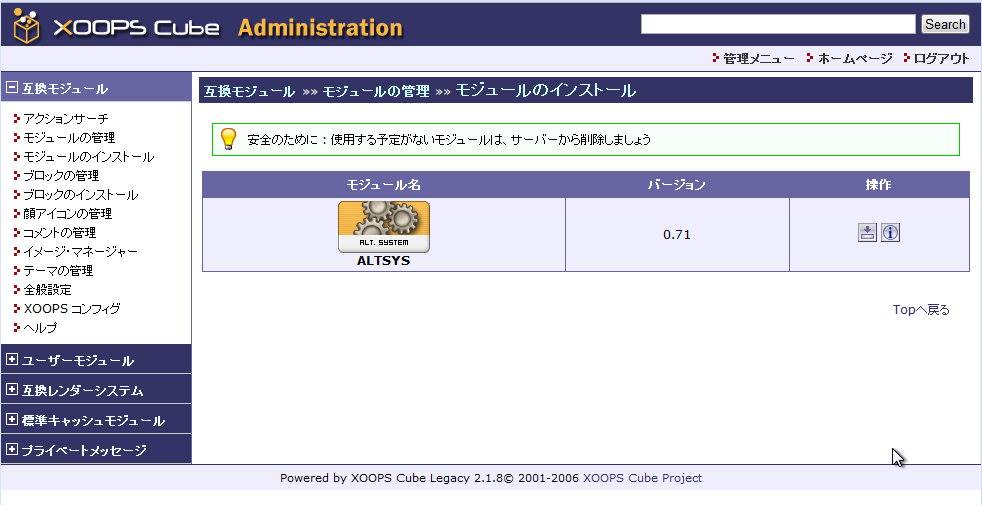 XOOPS Cube Administration
Search
管理メニュー ホームページ ログアウト
互換モジュール
アクションサーチ
モジュールの管理
モジュールのインストール
ブロックの管理
ブロックのインストール
顔アイコンの管理
コメントの管理
イメージ・マネージャー
テーマの管理
全般設定
XOOPS コンフィグ
ヘルプ
ユーザーモジュール
互換レンダーシステム
標準キャッシュモジュール
プライベートメッセージ
互換モジュール »» モジュールの管理 »» モジュールのインストール
安全のために：使用する予定がないモジュールは、サーバーから削除しましょう
モジュール名 バージョン 操作
ALT. SYSTEM
ALTSYS
0.71
Topへ戻る
Powered by XOOPS Cube Legacy 2.1.8© 2001-2006 XOOPS Cube Project